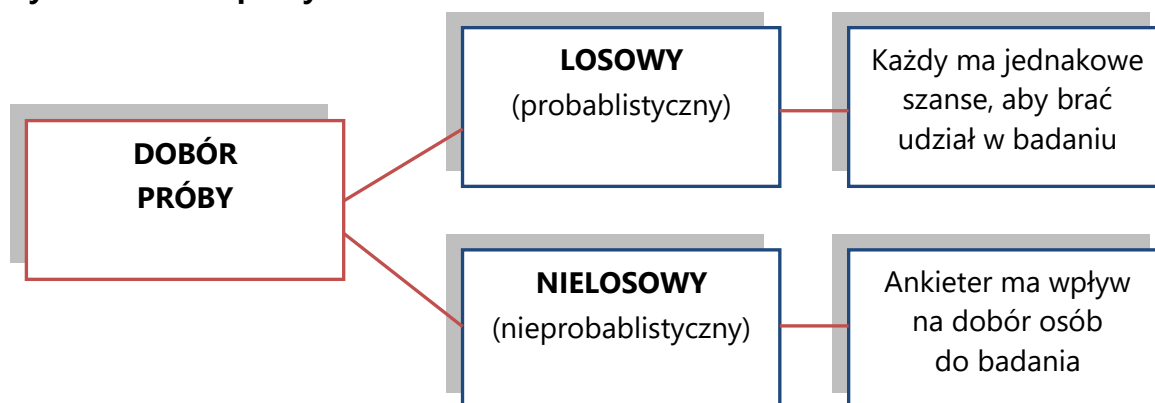 DOBÓR
PRÓBY
LOSOWY
(probablistyczny)
Każdy ma jednakowe
szanse, aby brać
udział w badaniu
NIELOSOWY
(nieprobablistyczny)
Ankieter ma wpływ
na dobór osób
do badania